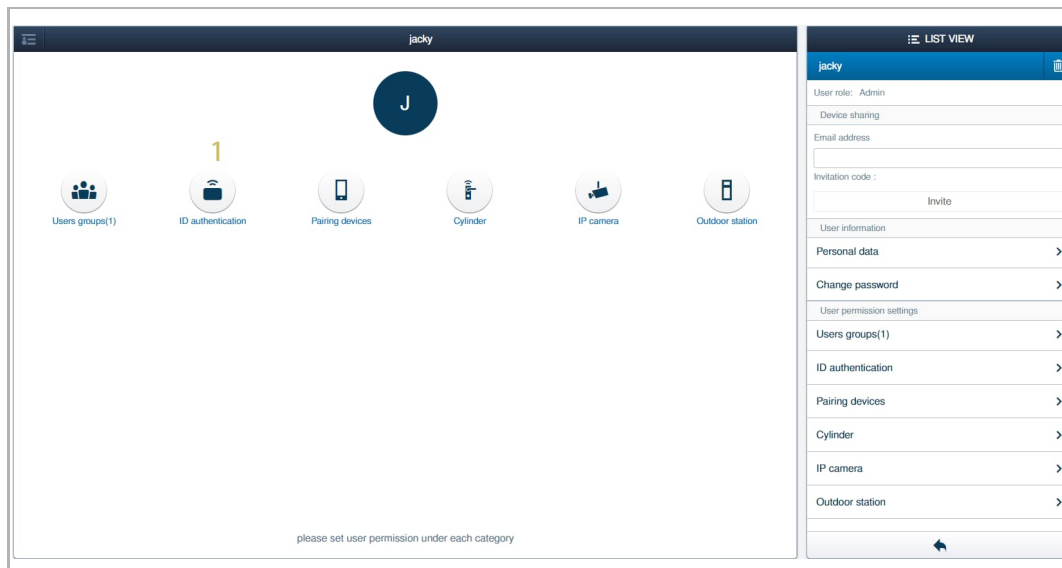 jacky
J
1
Users groups(1)
ID authentication
Pairing devices
Cylinder
IP camera
Outdoor station
please set user permission under each category
LIST VIEW
jacky
User role: Admin
Device sharing
Email address
Invitation code :
Invite
User information
Personal data
Change password
User permission settings
Users groups(1)
ID authentication
Pairing devices
Cylinder
IP camera
Outdoor station